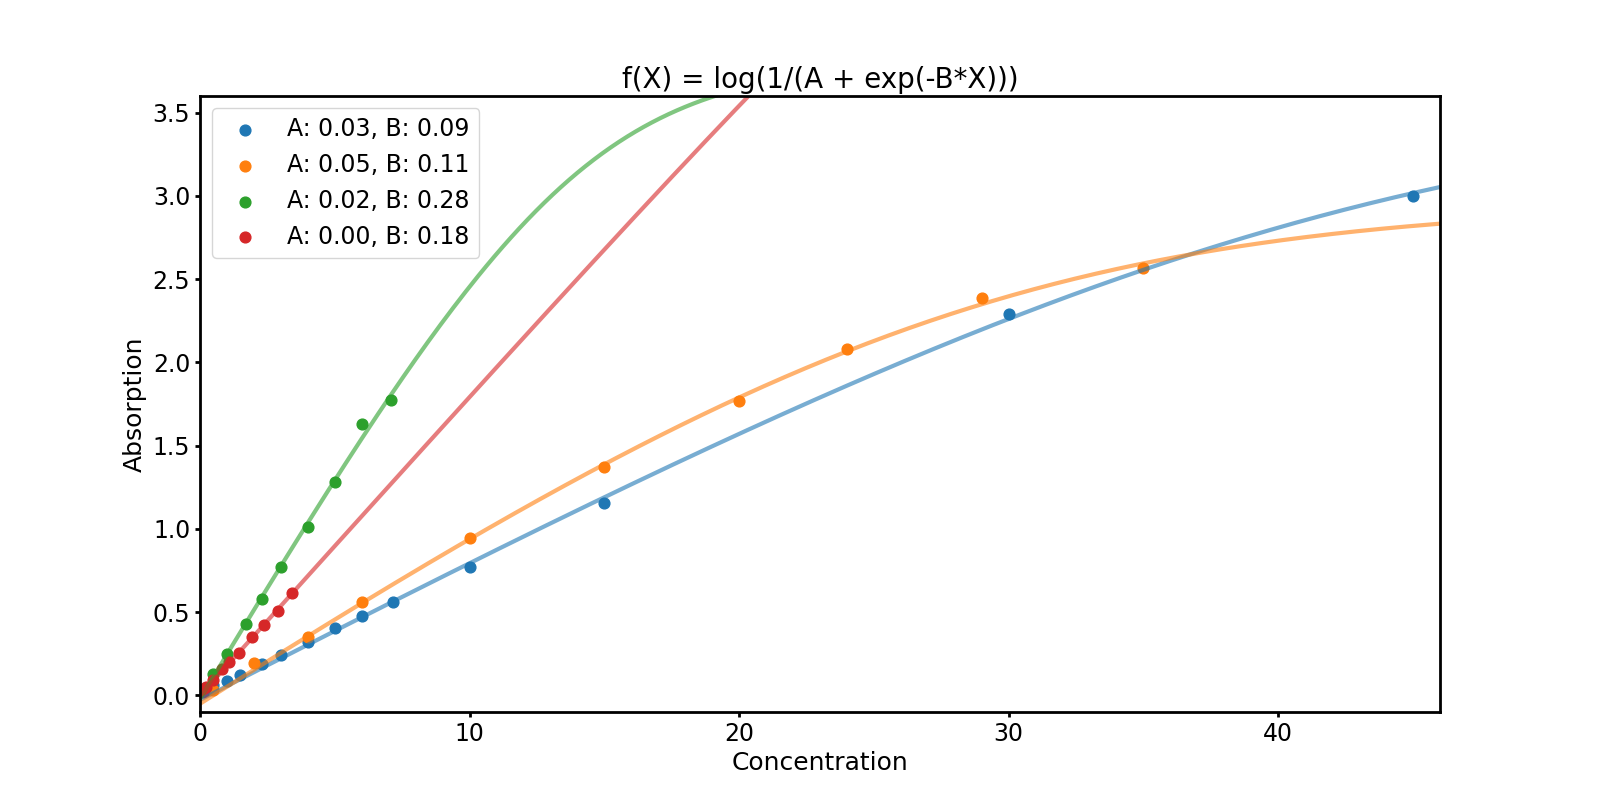 f(X) = log(1/(A + exp(-B*X)))
3.5
3.0
2.5
2.0
1.5
1.0
0.5
0.0
Absorption
A: 0.03, B: 0.09
A: 0.05, B: 0.11
A: 0.02, B: 0.28
A: 0.00, B: 0.18
0 10 20 30 40
Concentration